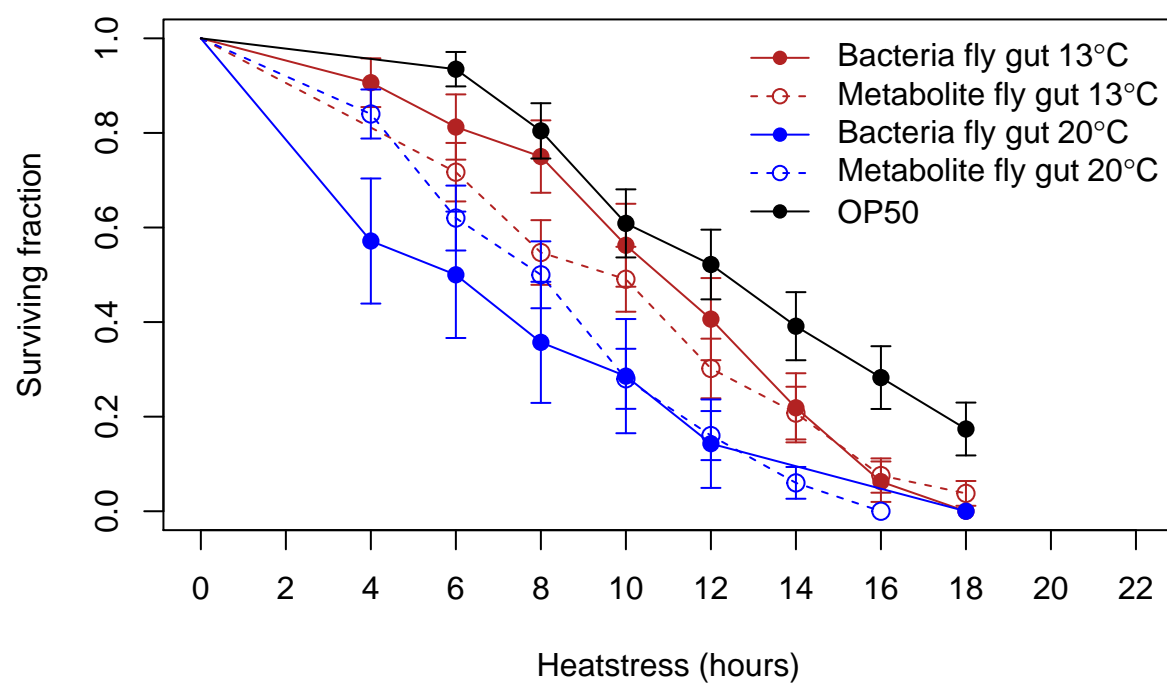 Surviving fraction
1.0
0.8
0.6
0.4
0.2
0.0
Bacteria fly gut 13°C
Metabolite fly gut 13°C
Bacteria fly gut 20°C
Metabolite fly gut 20°C
OP50
0 2 4 6 8 10 12 14 16 18 20 22
Heatstress (hours)